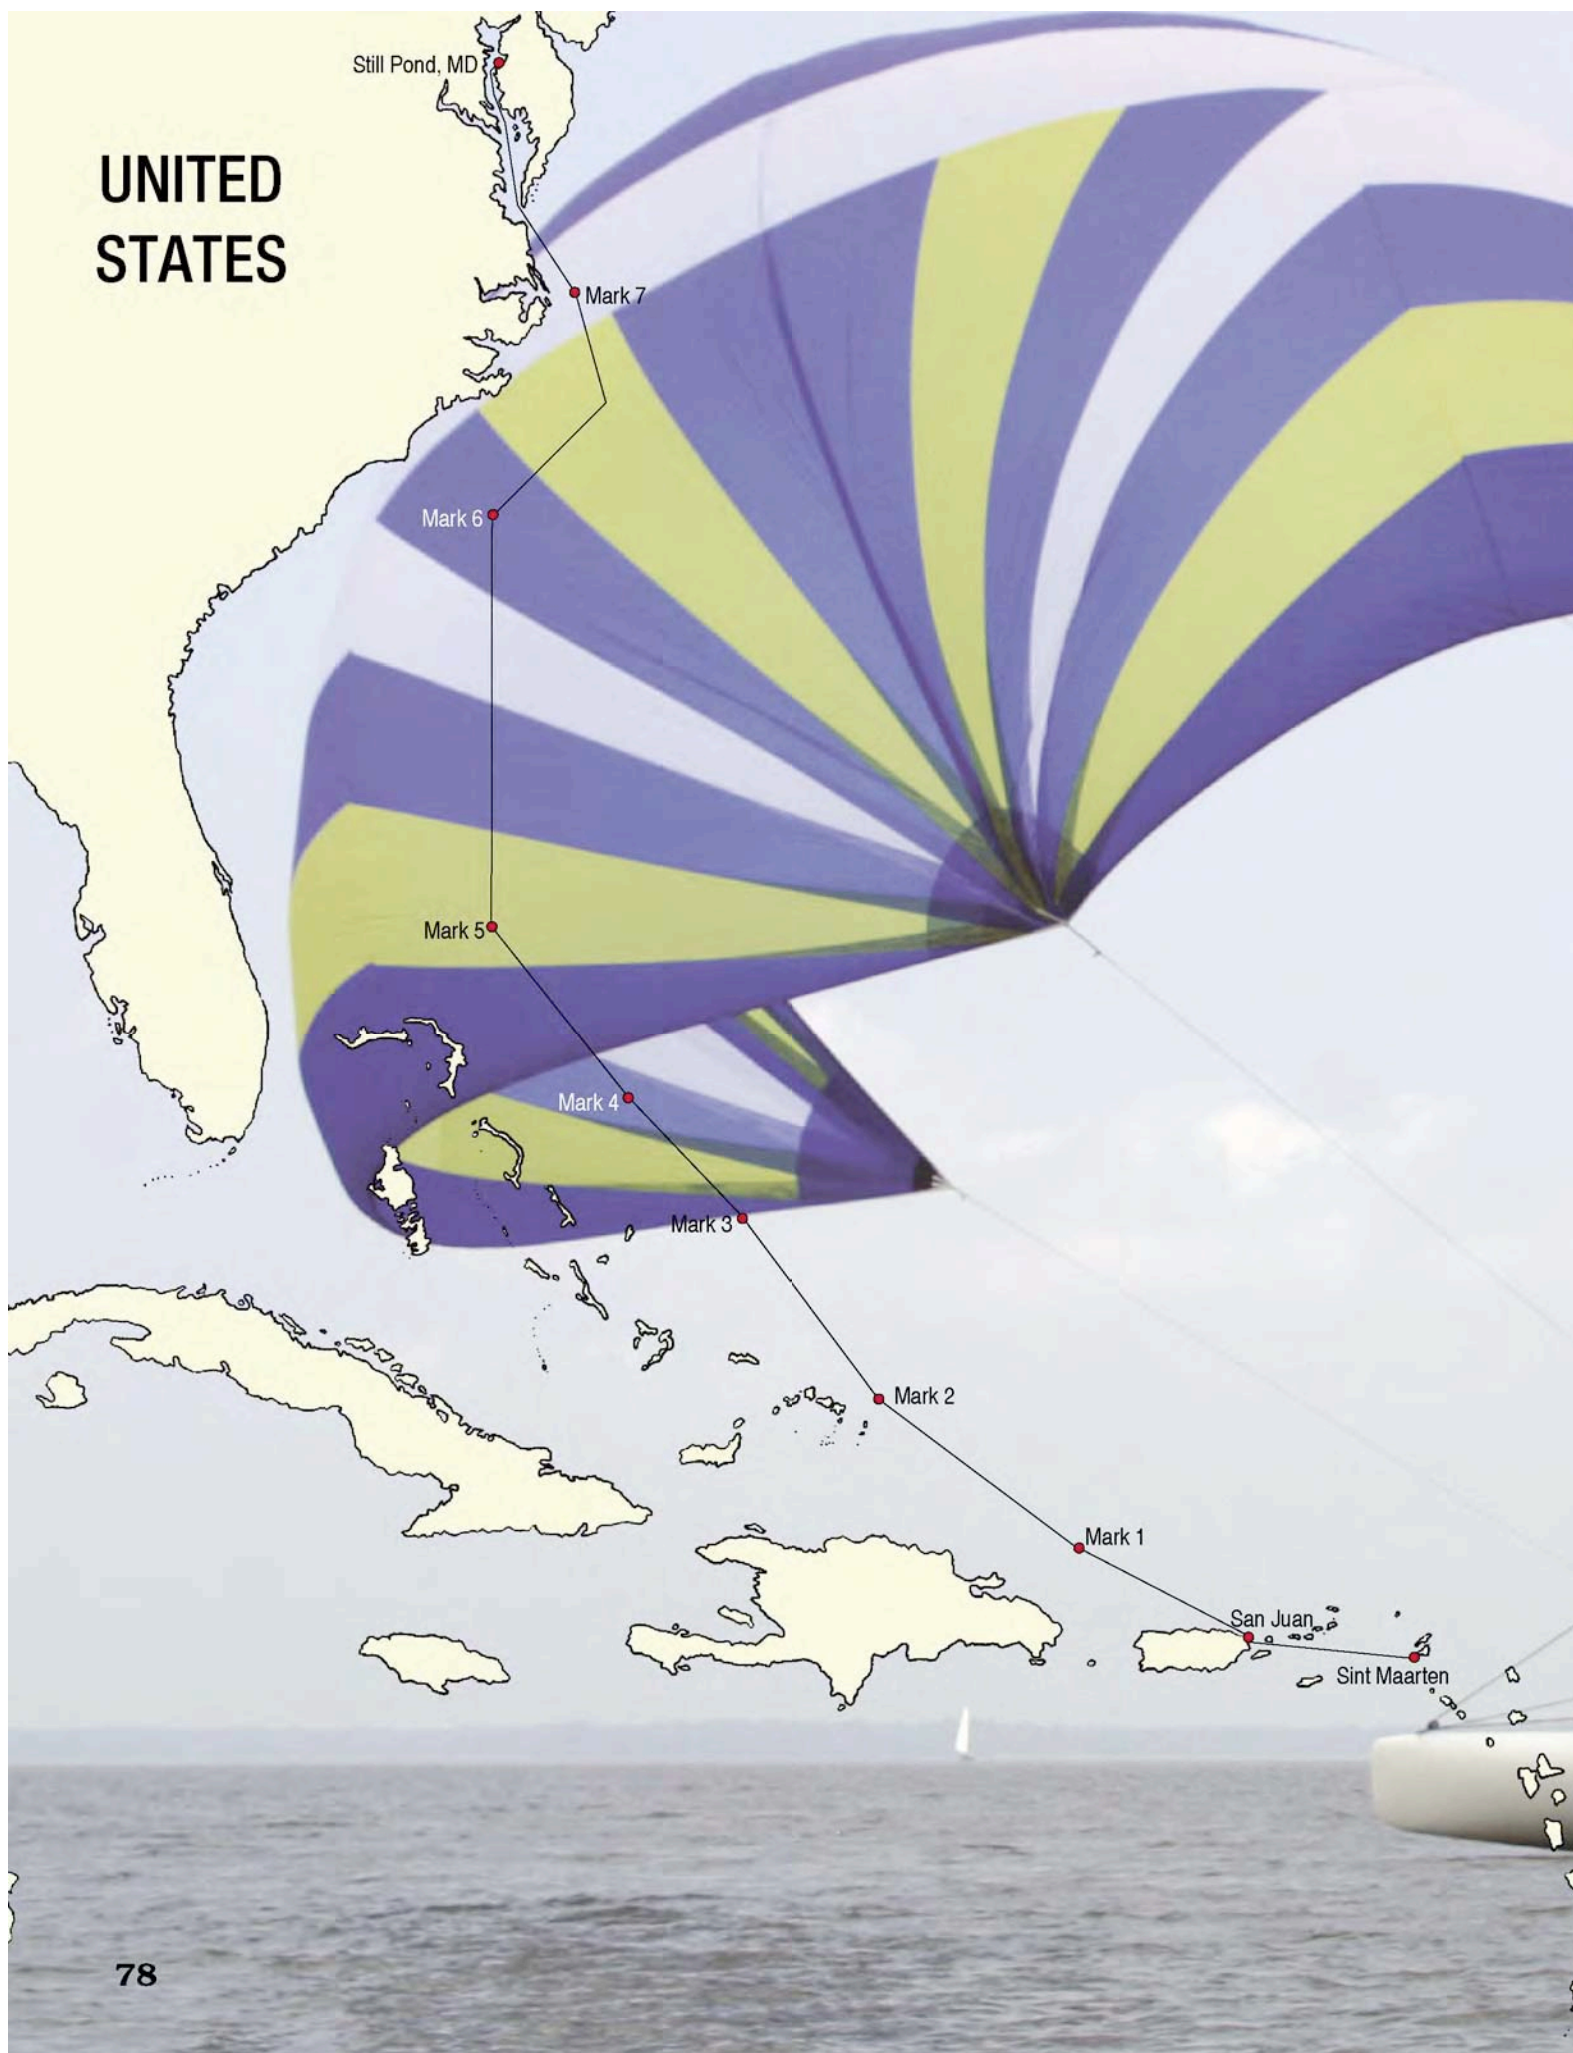 Still Pond, MD
UNITED
STATES
Mark 7
Mark 6
Mark 5
Mark 4
Mark 3
Mark 2
Mark 1
San Juan
Sint Maarten
78